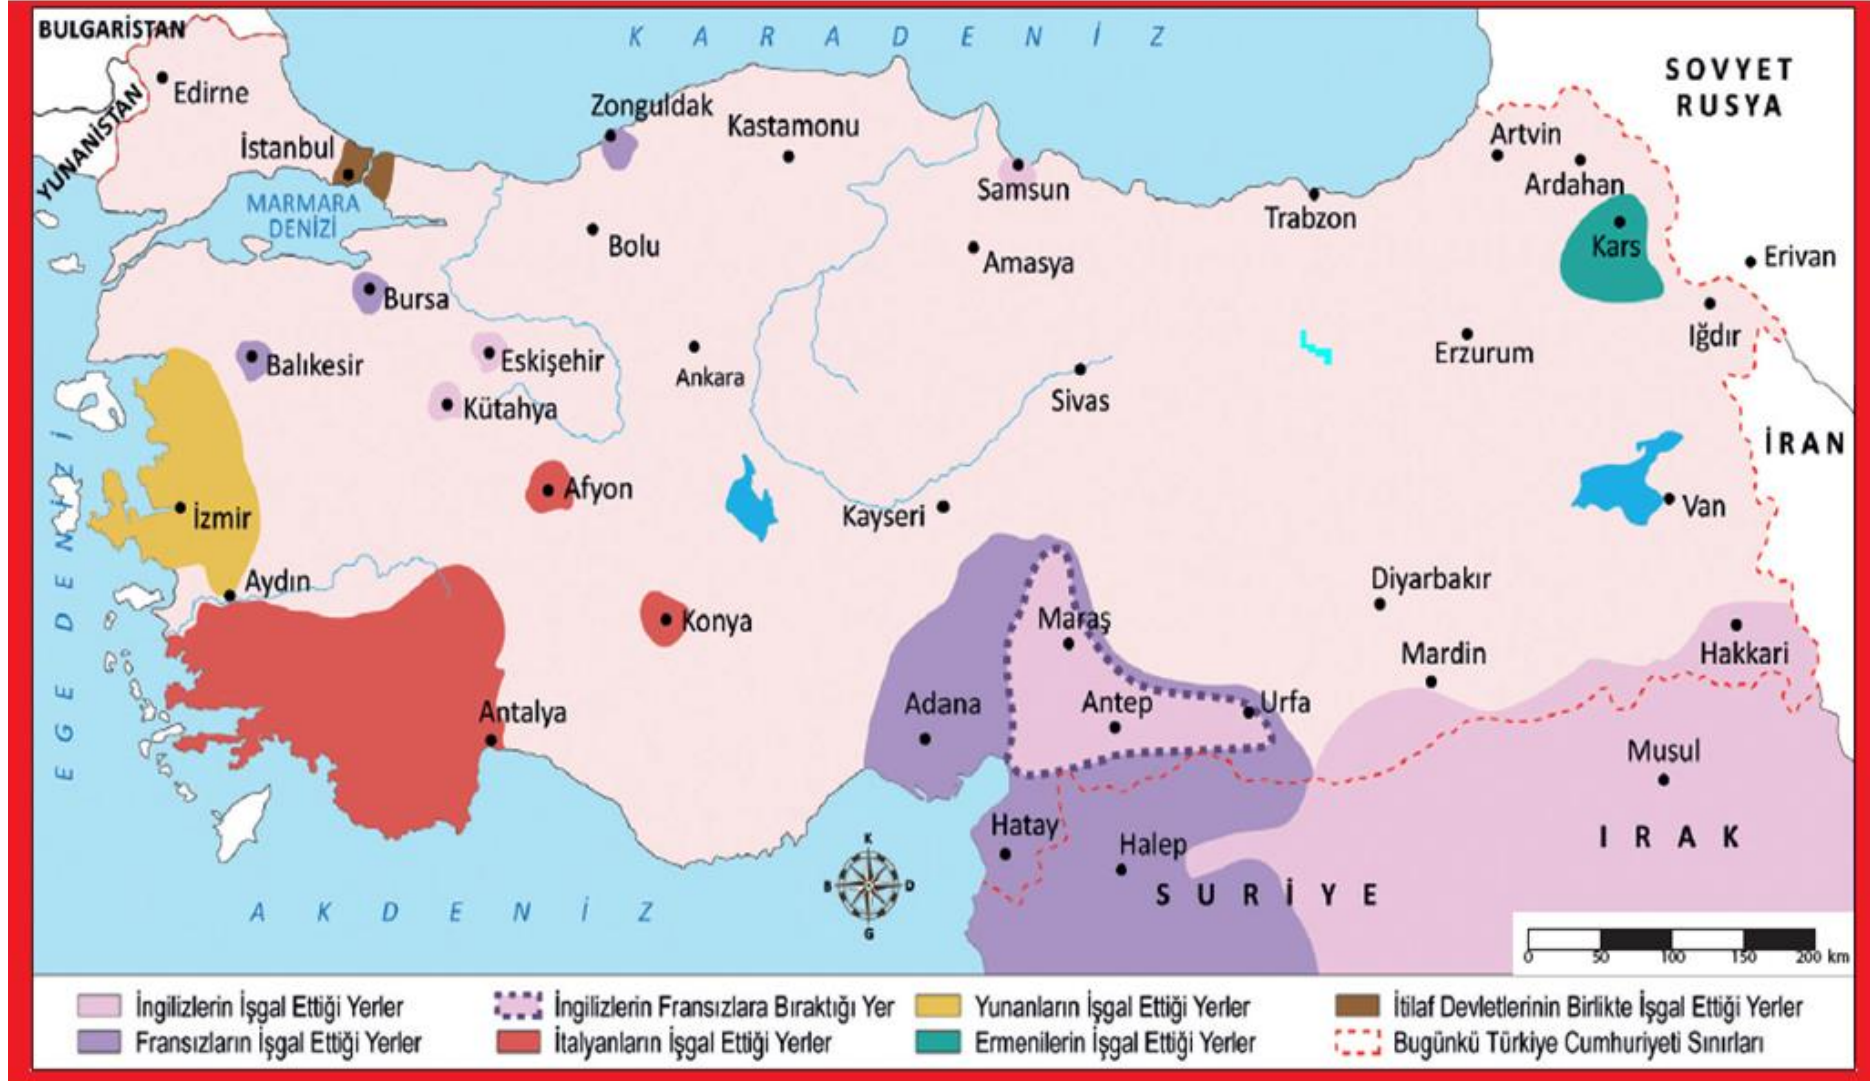 BULGARİSTAN
K A R A D E N İ Z
SOVYET
RUSYA
Edirne
YUNANİSTAN
Zonguldak
Kastamonu
İstanbul
Artvin
Samsun
Ardahan
MARMARA
DENİZİ
Trabzon
Bolu
Amasya
Kars
Erivan
Bursa
Iğdır
Balıkesir
Eskişehir
Ankara
Erzurum
Kütahya
Sivas
İRAN
EGE DENİZİ
Afyon
İzmir
Kayseri
Van
Aydın
Diyarbakır
Konya
Maraş
Mardin
Hakkari
Antalya
Adana
Antep
Urfa
Musul
Hatay
Halep
I R A K
S U R İ Y E
K
B D
G
A K D E N İ Z
0 50 100 150 200 km
İngilizlerin İşgal Ettiği Yerler
İngilizlerin Fransızlara Bıraktığı Yer
Yunanların İşgal Ettiği Yerler
İtilaf Devletlerinin Birlikte İşgal Ettiği Yerler
Fransızların İşgal Ettiği Yerler
İtalyanların İşgal Ettiği Yerler
Ermenilerin İşgal Ettiği Yerler
Bugünkü Türkiye Cumhuriyeti Sınırları